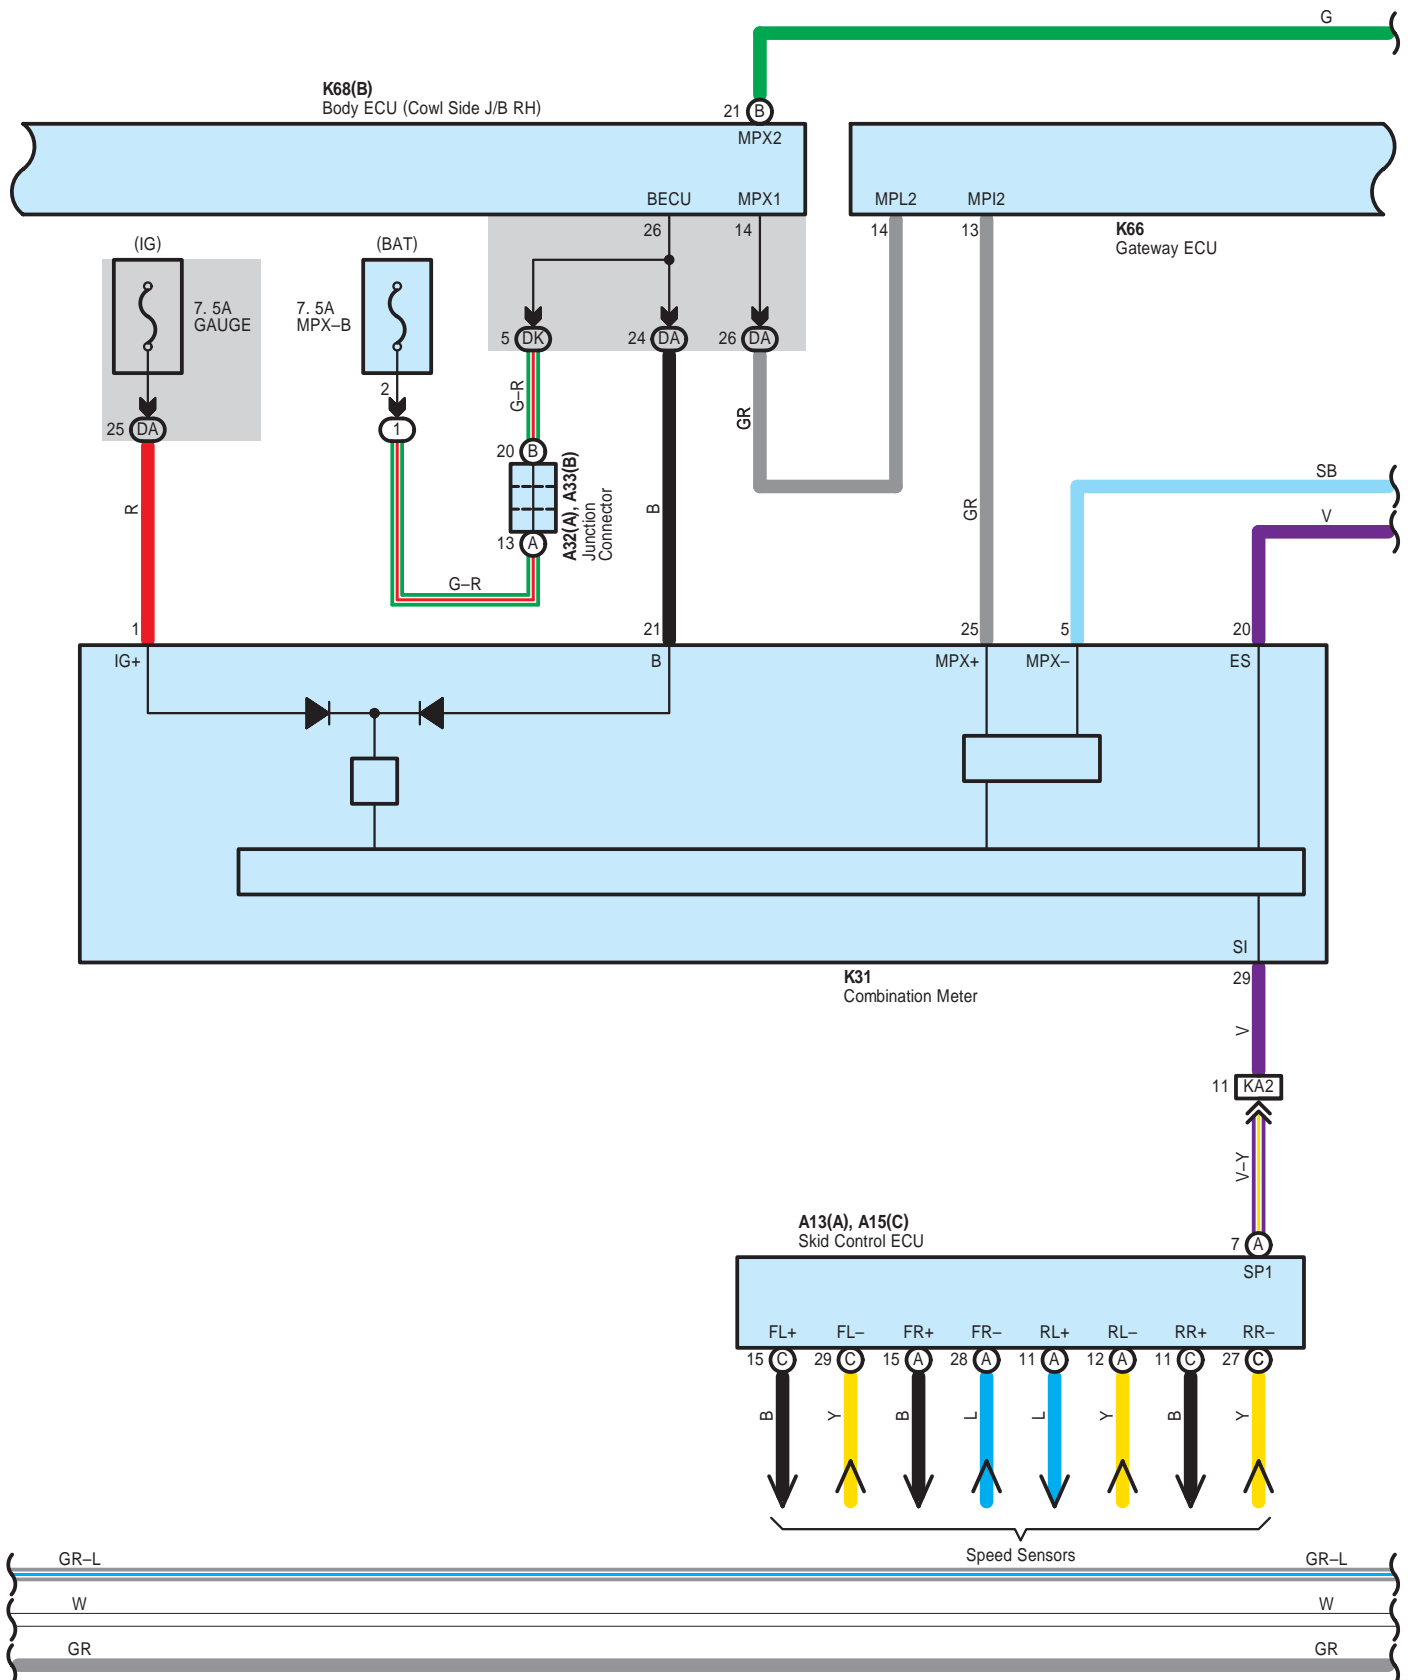 G
K68(B)
Body ECU (Cowl Side J/B RH)
21 B
MPX2
BECU MPX1 MPL2 MPI2
26 14 14 13
K66
Gateway ECU
(IG) (BAT)
7. 5A
GAUGE
7. 5A
MPX–B
5 DK 24 DA 26 DA
2
25 DA 1
G–R
GR
20 B
A32(A), A33(B)
Junction
Connector
13 A
R
B
GR
SB
V
G–R
1 21 25 5 20
IG+ B MPX+ MPX– ES
SI
K31
Combination Meter
29
V
11 KA2
V–Y
A13(A), A15(C)
Skid Control ECU
7 A
SP1
FL+ FL– FR+ FR– RL+ RL– RR+ RR–
15 C 29 C 15 A 28 A 11 A 12 A 11 C 27 C
B Y B L L Y B Y
Speed Sensors
GR–L GR–L
W W
GR GR